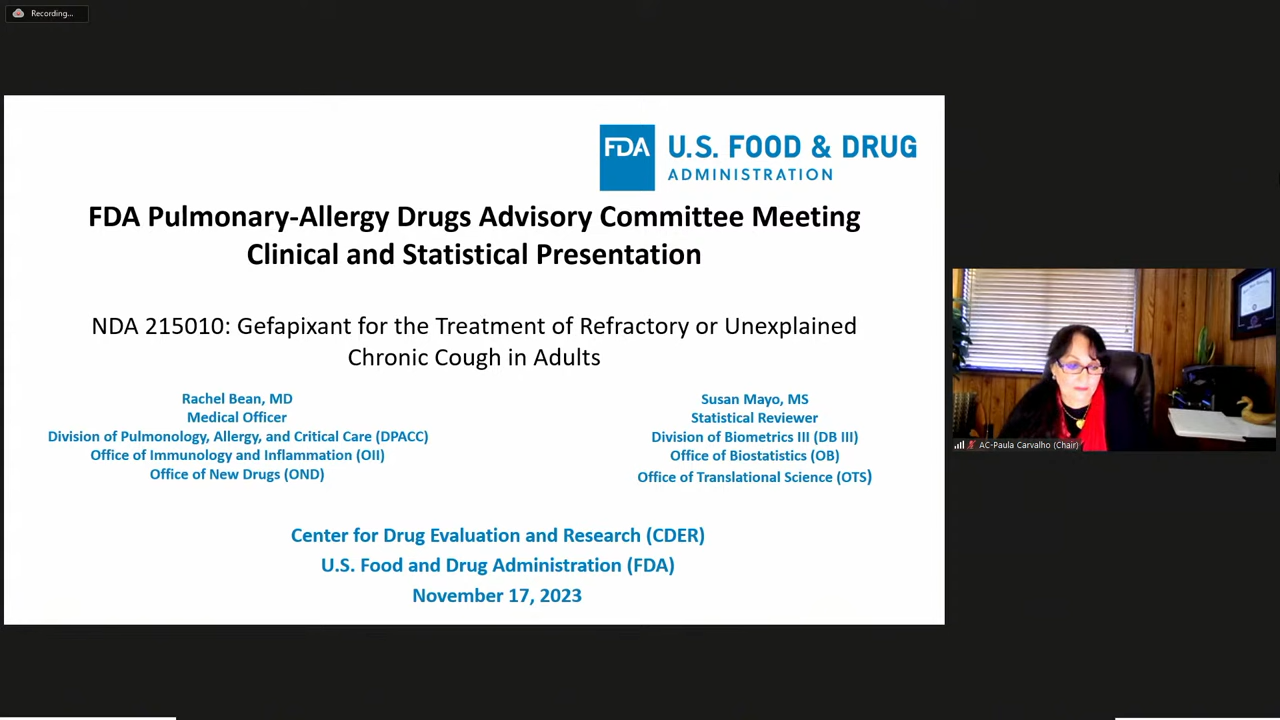 Recording...
FDA
U.S. FOOD & DRUG
ADMINISTRATION
FDA Pulmonary-Allergy Drugs Advisory Committee Meeting
Clinical and Statistical Presentation
NDA 215010: Gefapixant for the Treatment of Refractory or Unexplained
Chronic Cough in Adults
Rachel Bean, MD
Medical Officer
Division of Pulmonology, Allergy, and Critical Care (DPACC)
Office of Immunology and Inflammation (OII)
Office of New Drugs (OND)
Susan Mayo, MS
Statistical Reviewer
Division of Biometrics III (DB III)
Office of Biostatistics (OB)
Office of Translational Science (OTS)
Center for Drug Evaluation and Research (CDER)
U.S. Food and Drug Administration (FDA)
November 17, 2023
AC-Paula Carvalho (Chair)